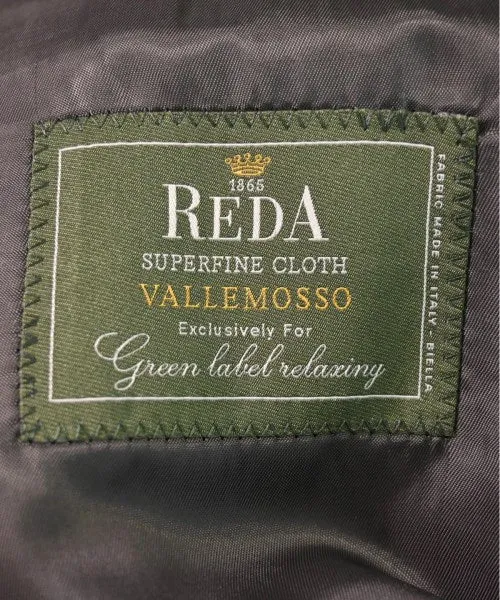 1865
REDA
SUPERFINE CLOTH
VALLEMOSSO
Exclusively For
Green label relaxing
FABRIC MADE IN ITALY - BIELLA